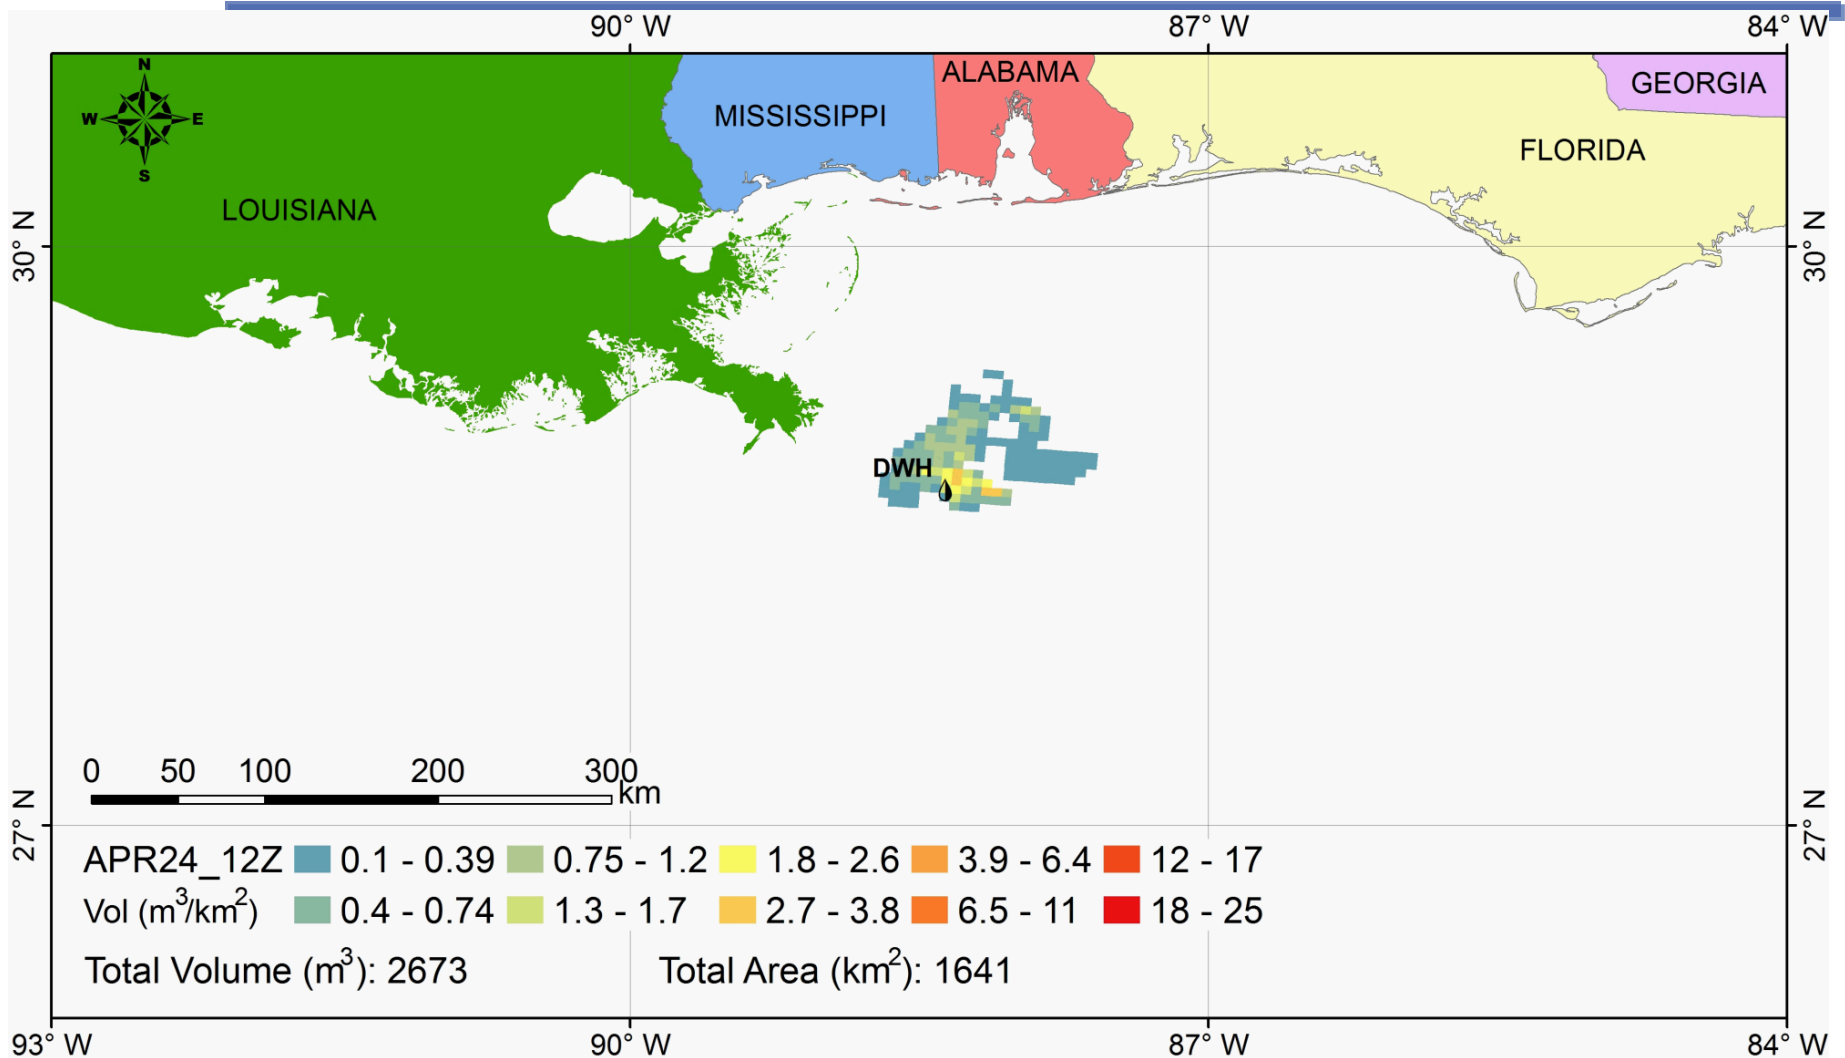 90° W 87° W 84° W
N
W E
S
ALABAMA
GEORGIA
MISSISSIPPI
FLORIDA
LOUISIANA
30° N 30° N
DWH
0 50 100 200 300
km
27° N 27° N
APR24_12Z 0.1 - 0.39 0.75 - 1.2 1.8 - 2.6 3.9 - 6.4 12 - 17
Vol (m³/km²) 0.4 - 0.74 1.3 - 1.7 2.7 - 3.8 6.5 - 11 18 - 25
Total Volume (m³): 2673 Total Area (km²): 1641
93° W 90° W 87° W 84° W